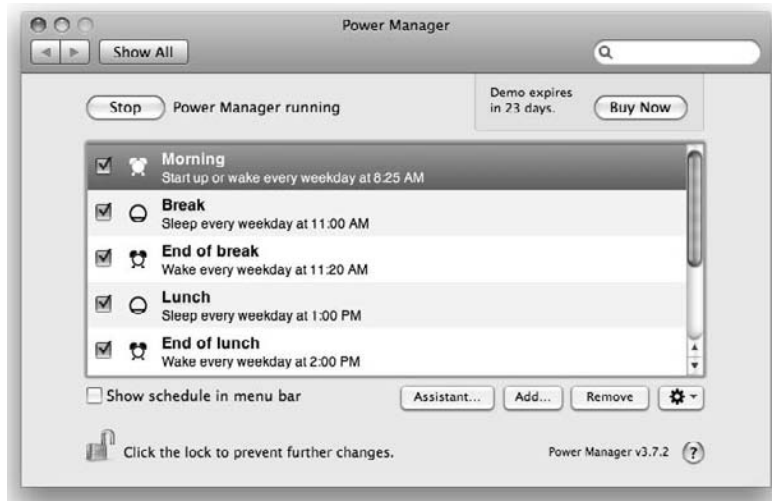 Power Manager
Show All
Demo expires
in 23 days.
Buy Now
Stop
Power Manager running
Morning
Start up or wake every weekday at 8:25 AM
Break
Sleep every weekday at 11:00 AM
End of break
Wake every weekday at 11:20 AM
Lunch
Sleep every weekday at 1:00 PM
End of lunch
Wake every weekday at 2:00 PM
Show schedule in menu bar
Assistant...
Add...
Remove
Click the lock to prevent further changes.
Power Manager v3.7.2
?